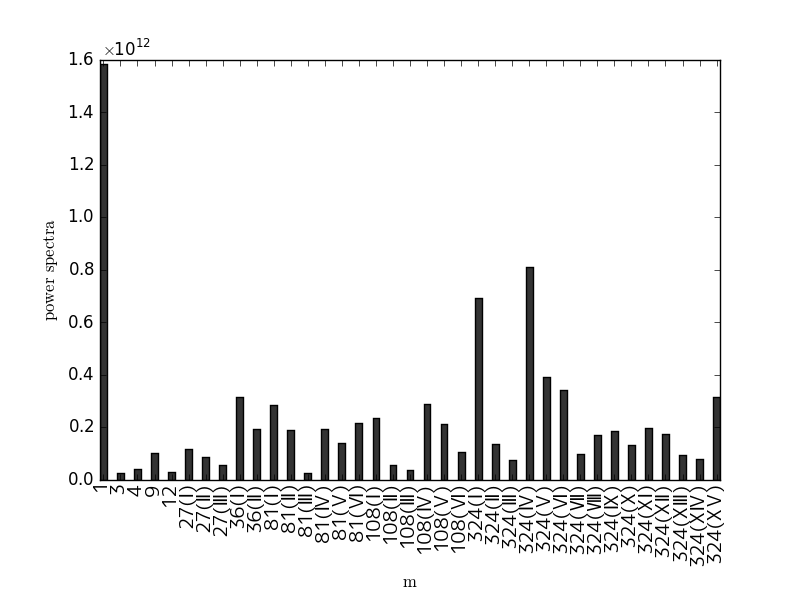 ×10¹²
1.6
1.4
1.2
1.0
0.8
0.6
0.4
0.2
0.0
power spectra
1
3
4
9
12
27(I)
27(II)
27(III)
36(I)
36(II)
81(I)
81(II)
81(III)
81(IV)
81(V)
81(VI)
108(I)
108(II)
108(III)
108(IV)
108(V)
108(VI)
324(I)
324(II)
324(III)
324(IV)
324(V)
324(VI)
324(VII)
324(VIII)
324(IX)
324(X)
324(XI)
324(XII)
324(XIII)
324(XIV)
324(XV)
m